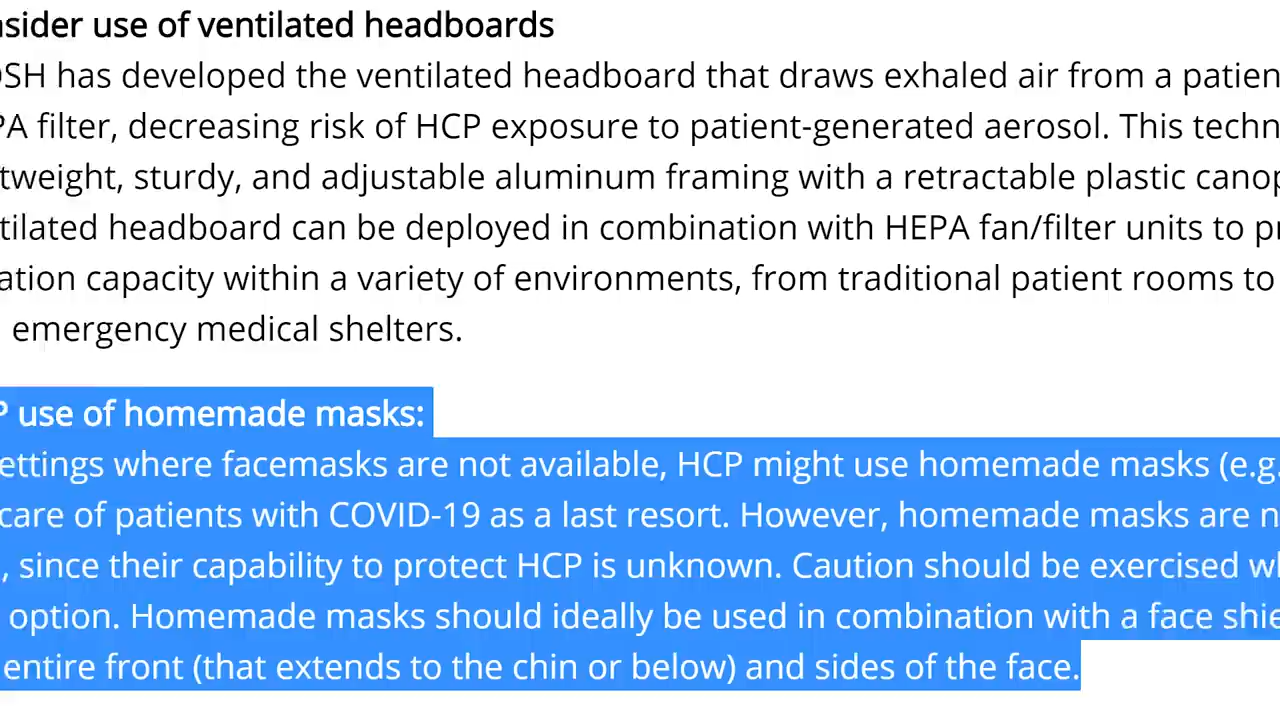 nsider use of ventilated headboards
OSH has developed the ventilated headboard that draws exhaled air from a patien
PA filter, decreasing risk of HCP exposure to patient-generated aerosol. This techn
tweight, sturdy, and adjustable aluminum framing with a retractable plastic canop
tilated headboard can be deployed in combination with HEPA fan/filter units to pr
ation capacity within a variety of environments, from traditional patient rooms to
emergency medical shelters.
P use of homemade masks:
ettings where facemasks are not available, HCP might use homemade masks (e.g.
care of patients with COVID-19 as a last resort. However, homemade masks are n
, since their capability to protect HCP is unknown. Caution should be exercised wh
option. Homemade masks should ideally be used in combination with a face shie
entire front (that extends to the chin or below) and sides of the face.